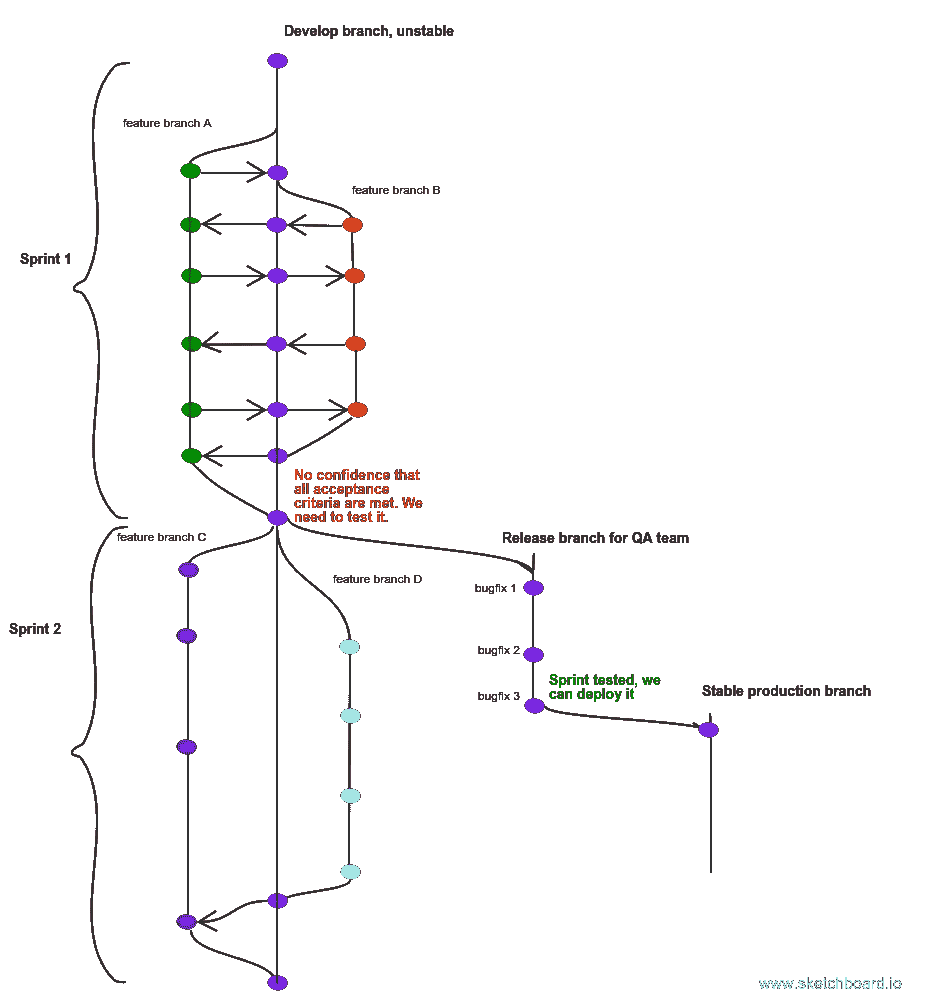 Develop branch, unstable
feature branch A
feature branch B
Sprint 1
No confidence that
all acceptance
criteria are met. We
need to test it.
feature branch C
Release branch for QA team
feature branch D
bugfix 1
Sprint 2
bugfix 2
Sprint tested, we
can deploy it
bugfix 3
Stable production branch
www.sketchboard.io